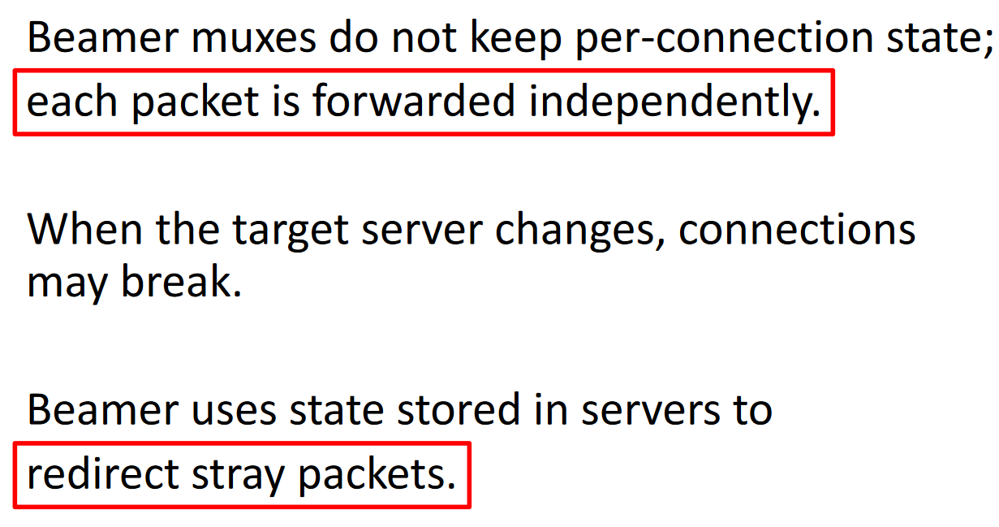 Beamer muxes do not keep per-connection state;
each packet is forwarded independently.
When the target server changes, connections
may break.
Beamer uses state stored in servers to
redirect stray packets.